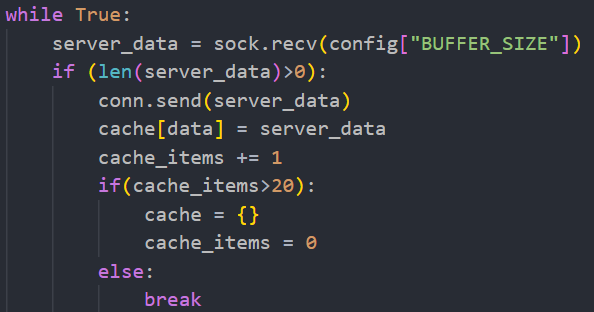 while True:
    server_data = sock.recv(config["BUFFER_SIZE"])
    if (len(server_data)>0):
        conn.send(server_data)
        cache[data] = server_data
        cache_items += 1
        if(cache_items>20):
            cache = {}
            cache_items = 0
        else:
            break